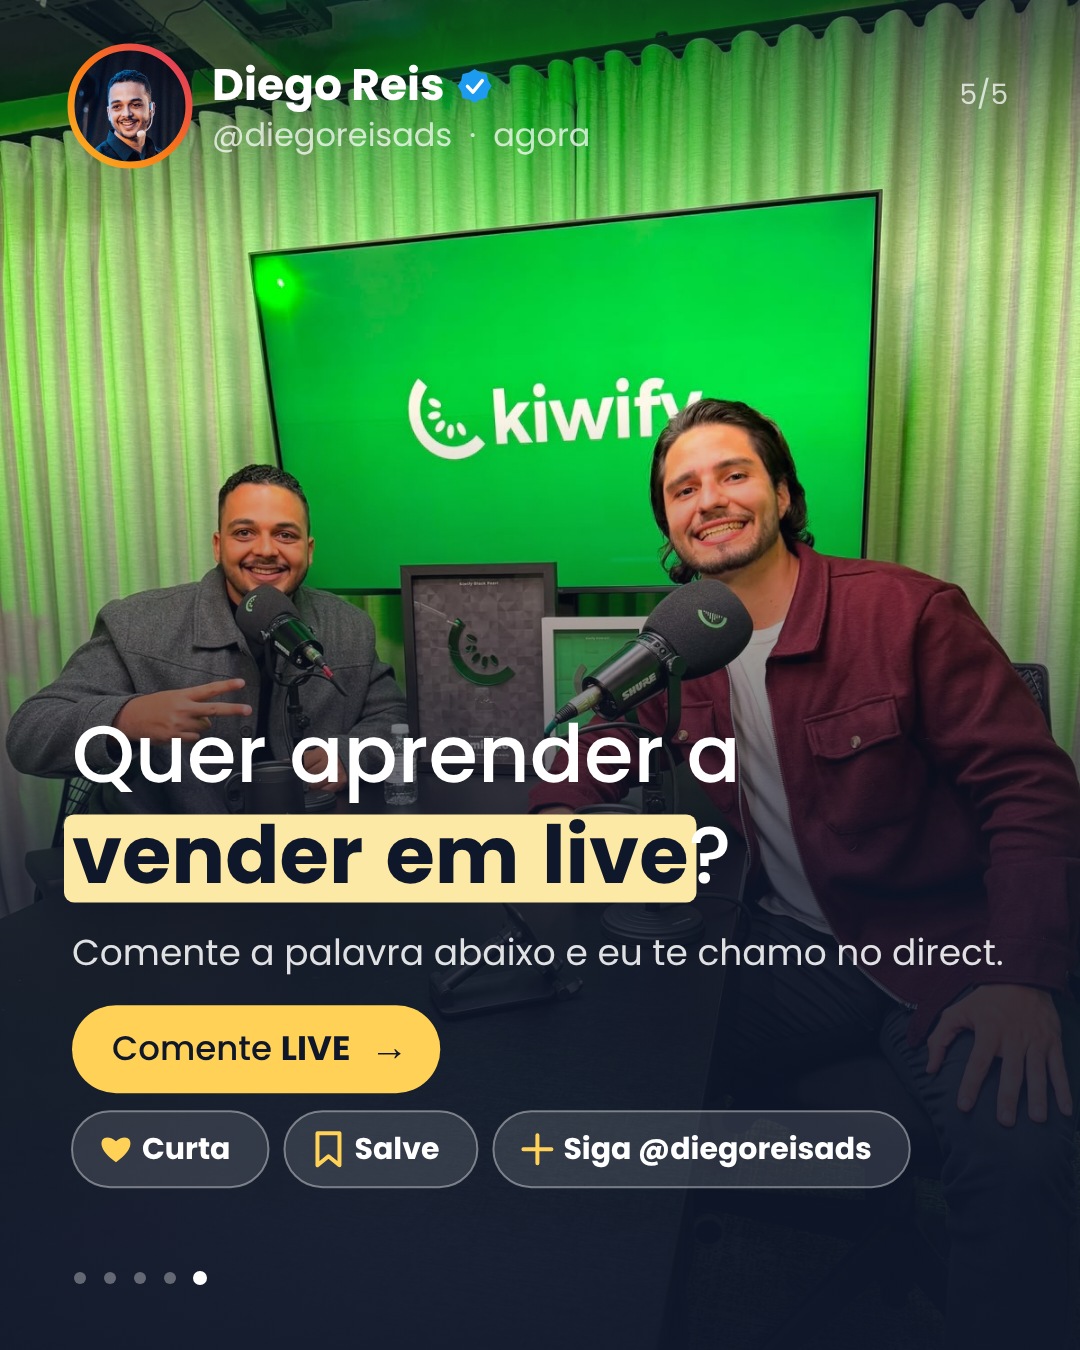 Diego Reis
@diegoreisads · agora
5/5
kiwify
SHURE
Quer aprender a
vender em live?
Comente a palavra abaixo e eu te chamo no direct.
Comente LIVE →
Curta
Salve
Siga @diegoreisads